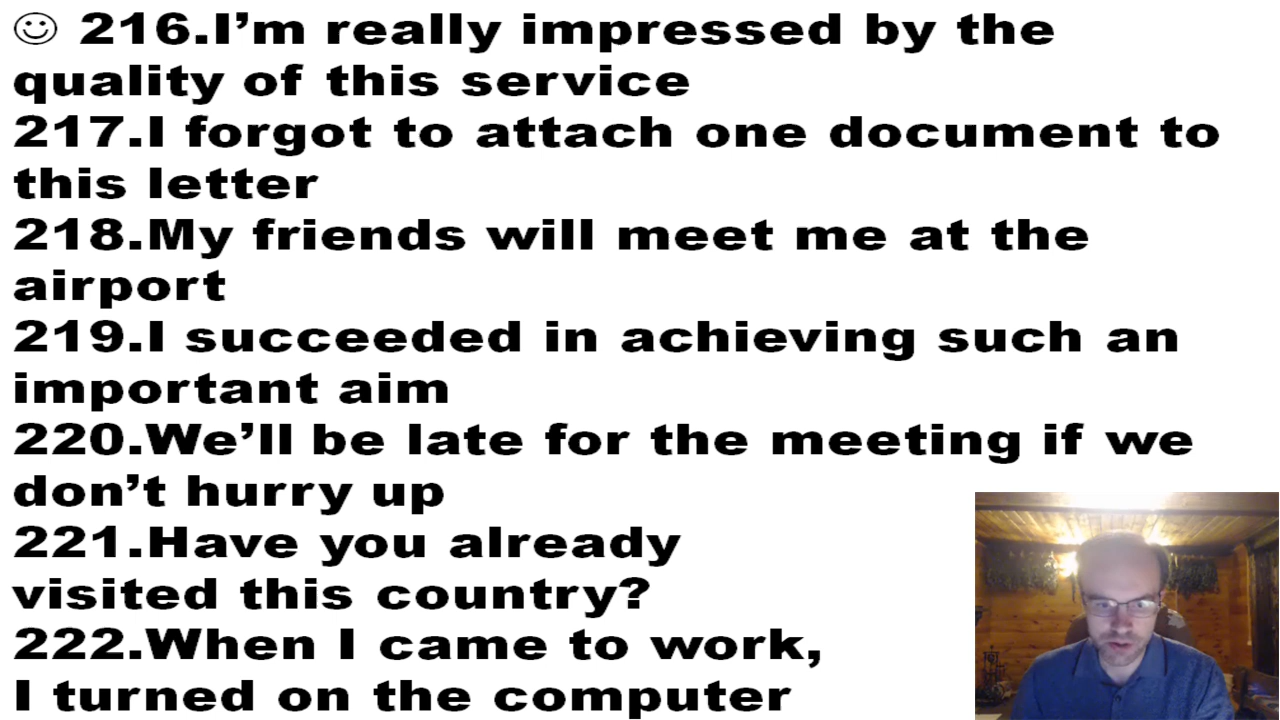 ☺ 216.I’m really impressed by the
quality of this service
217.I forgot to attach one document to
this letter
218.My friends will meet me at the
airport
219.I succeeded in achieving such an
important aim
220.We’ll be late for the meeting if we
don’t hurry up
221.Have you already
visited this country?
222.When I came to work,
I turned on the computer